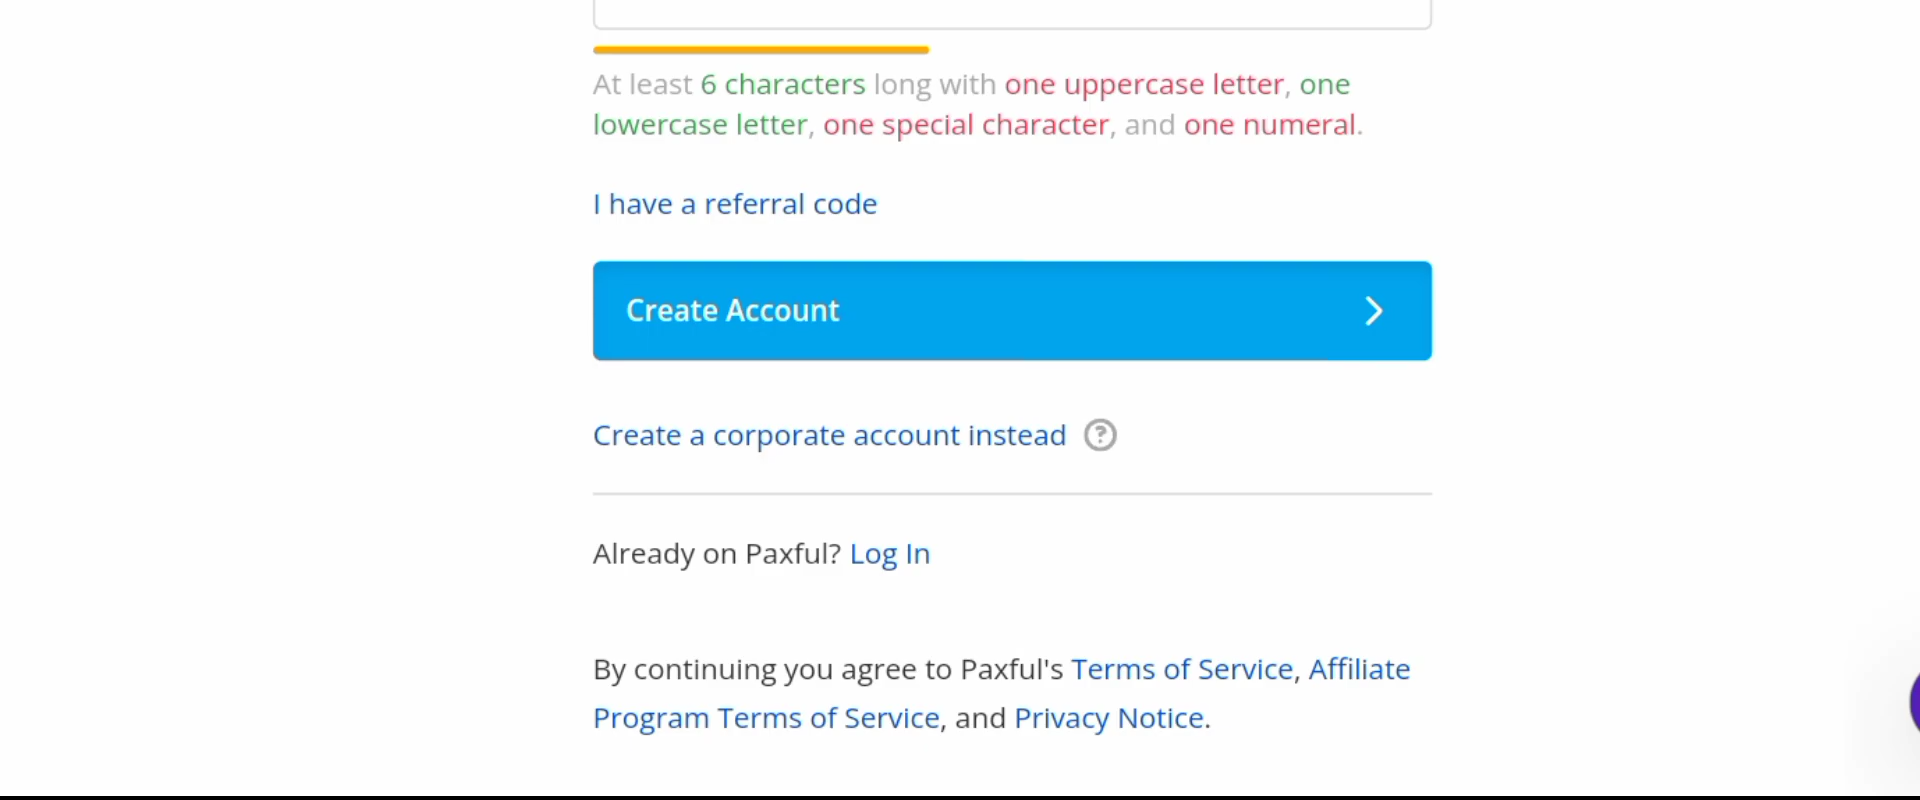 At least 6 characters long with one uppercase letter, one
lowercase letter, one special character, and one numeral.
I have a referral code
Create Account
Create a corporate account instead ?
Already on Paxful? Log In
By continuing you agree to Paxful's Terms of Service, Affiliate
Program Terms of Service, and Privacy Notice.